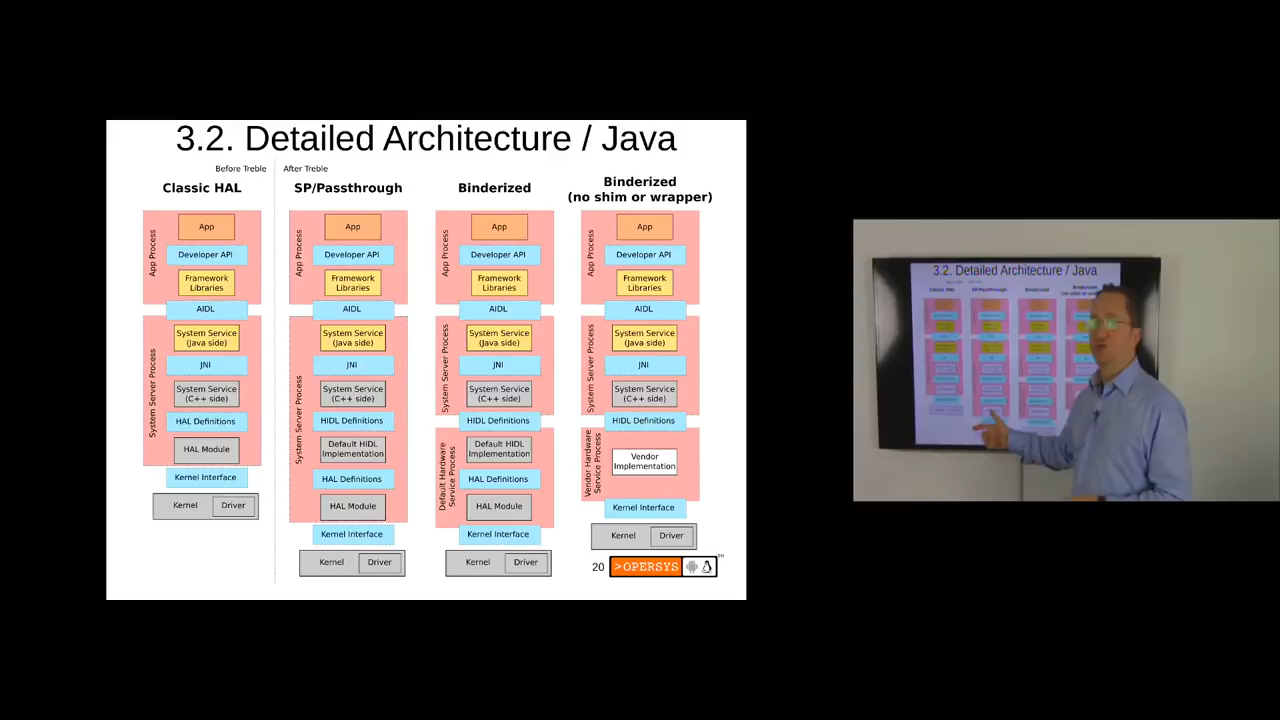 3.2. Detailed Architecture / Java
Before Treble
After Treble
Classic HAL
App Process
App
Developer API
Framework
Libraries
AIDL
System Server Process
System Service
(Java side)
JNI
System Service
(C++ side)
HAL Definitions
HAL Module
Kernel Interface
Kernel
Driver
SP/Passthrough
App Process
App
Developer API
Framework
Libraries
AIDL
System Server Process
System Service
(Java side)
JNI
System Service
(C++ side)
HIDL Definitions
Default HIDL
Implementation
HAL Definitions
HAL Module
Kernel Interface
Kernel
Driver
Binderized
App Process
App
Developer API
Framework
Libraries
AIDL
System Server Process
System Service
(Java side)
JNI
System Service
(C++ side)
HIDL Definitions
Default Hardware
Service Process
Default HIDL
Implementation
HAL Definitions
HAL Module
Kernel Interface
Kernel
Driver
Binderized
(no shim or wrapper)
App Process
App
Developer API
Framework
Libraries
AIDL
System Server Process
System Service
(Java side)
JNI
System Service
(C++ side)
HIDL Definitions
Vendor Hardware
Service Process
Vendor
Implementation
Kernel Interface
Kernel
Driver
20
>OPERSYS
TM
3.2. Detailed Architecture / Java
Classic HAL
SP/Passthrough
Binderized
Binderized